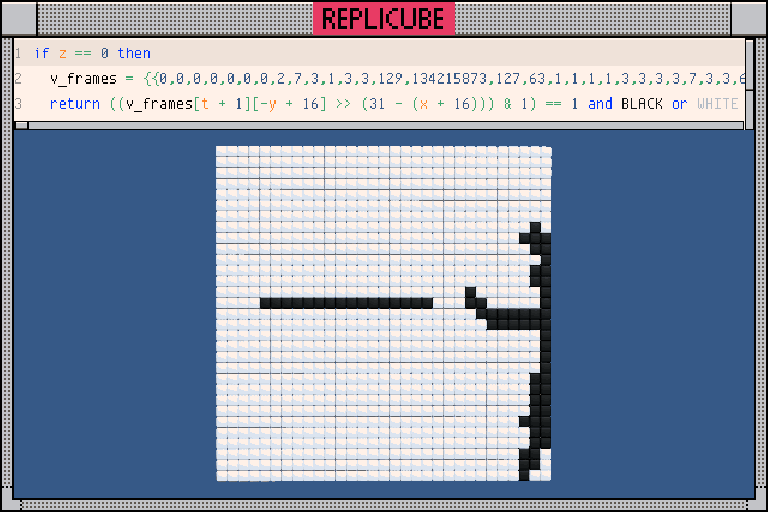 REPLICUBE
1 if z == 0 then
2 v_frames = {{0,0,0,0,0,0,0,2,7,3,1,3,3,129,134215873,127,63,1,1,1,1,3,3,3,3,7,3,3,6
3 return ((v_frames[t + 1][-y + 16] >> (31 - (x + 16))) & 1) == 1 and BLACK or WHITE